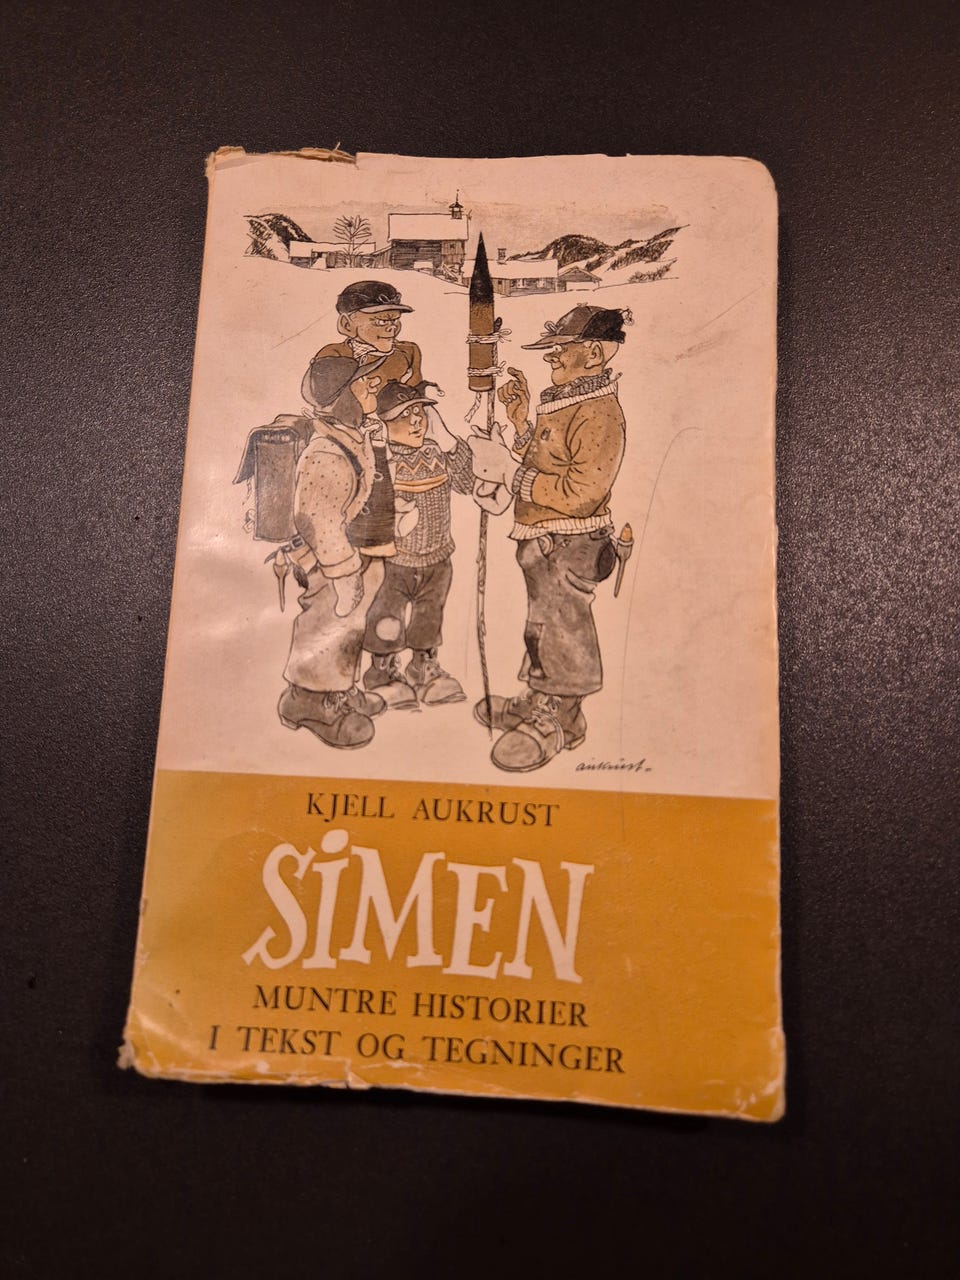 aukrust
KJELL AUKRUST
SiMEN
MUNTRE HISTORIER
I TEKST OG TEGNINGER